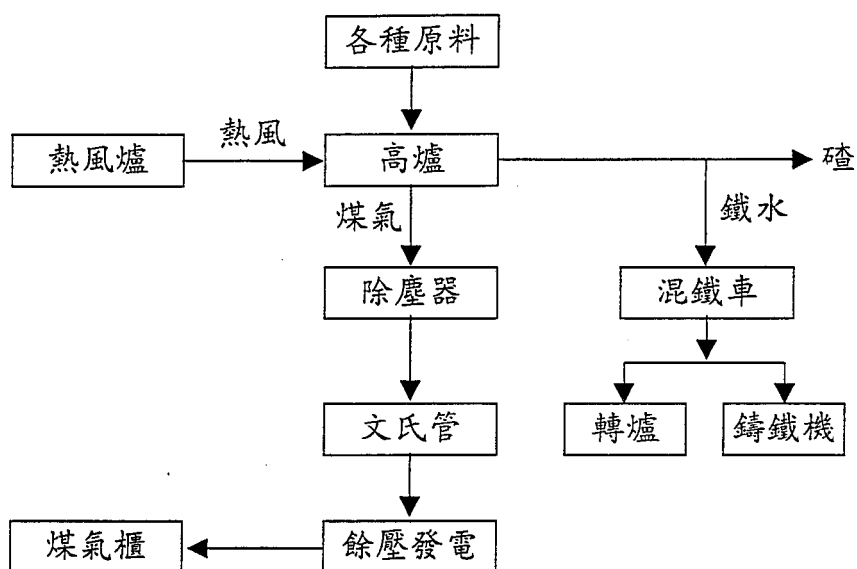 各種原料
熱風
熱風爐
高爐
碴
煤氣
鐵水
除塵器
混鐵車
文氏管
轉爐
鑄鐵機
煤氣櫃
餘壓發電